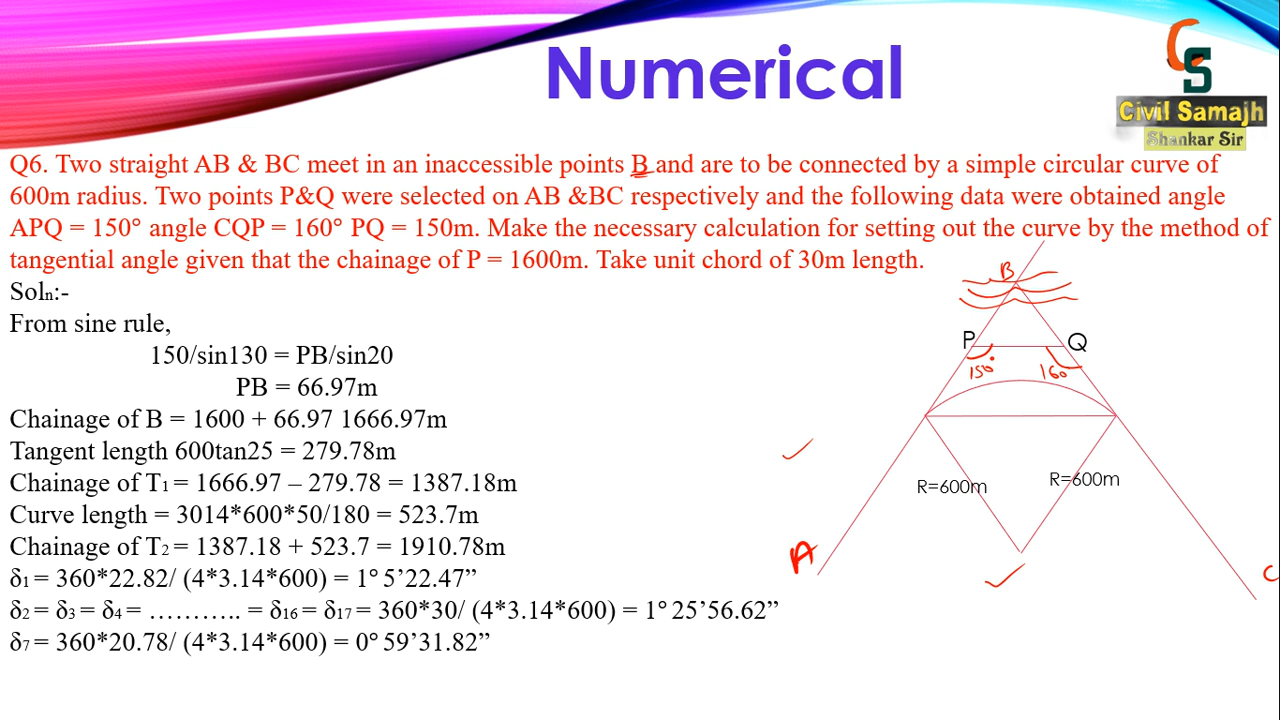 Numerical
CS
Civil Samajh
Shankar Sir
Q6. Two straight AB & BC meet in an inaccessible points B and are to be connected by a simple circular curve of
600m radius. Two points P&Q were selected on AB &BC respectively and the following data were obtained angle
APQ = 150° angle CQP = 160° PQ = 150m. Make the necessary calculation for setting out the curve by the method of
tangential angle given that the chainage of P = 1600m. Take unit chord of 30m length.
Soln:-
From sine rule,
150/sin130 = PB/sin20
PB = 66.97m
Chainage of B = 1600 + 66.97 1666.97m
Tangent length 600tan25 = 279.78m
Chainage of T1 = 1666.97 – 279.78 = 1387.18m
Curve length = 3014*600*50/180 = 523.7m
Chainage of T2 = 1387.18 + 523.7 = 1910.78m
δ1 = 360*22.82/ (4*3.14*600) = 1° 5’22.47”
δ2 = δ3 = δ4 = ……….. = δ16 = δ17 = 360*30/ (4*3.14*600) = 1° 25’56.62”
δ7 = 360*20.78/ (4*3.14*600) = 0° 59’31.82”
B
P Q
150° 160
R=600m R=600m
A C